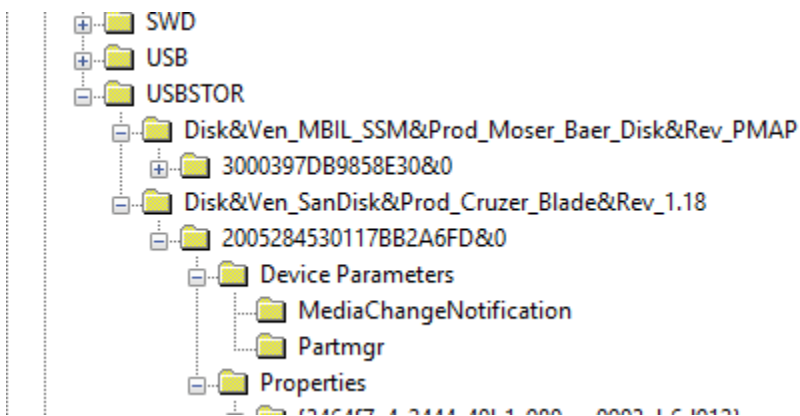 SWD
USB
USBSTOR
Disk&Ven_MBIL_SSM&Prod_Moser_Baer_Disk&Rev_PMAP
3000397DB9858E30&0
Disk&Ven_SanDisk&Prod_Cruzer_Blade&Rev_1.18
2005284530117BB2A6FD&0
Device Parameters
MediaChangeNotification
Partmgr
Properties